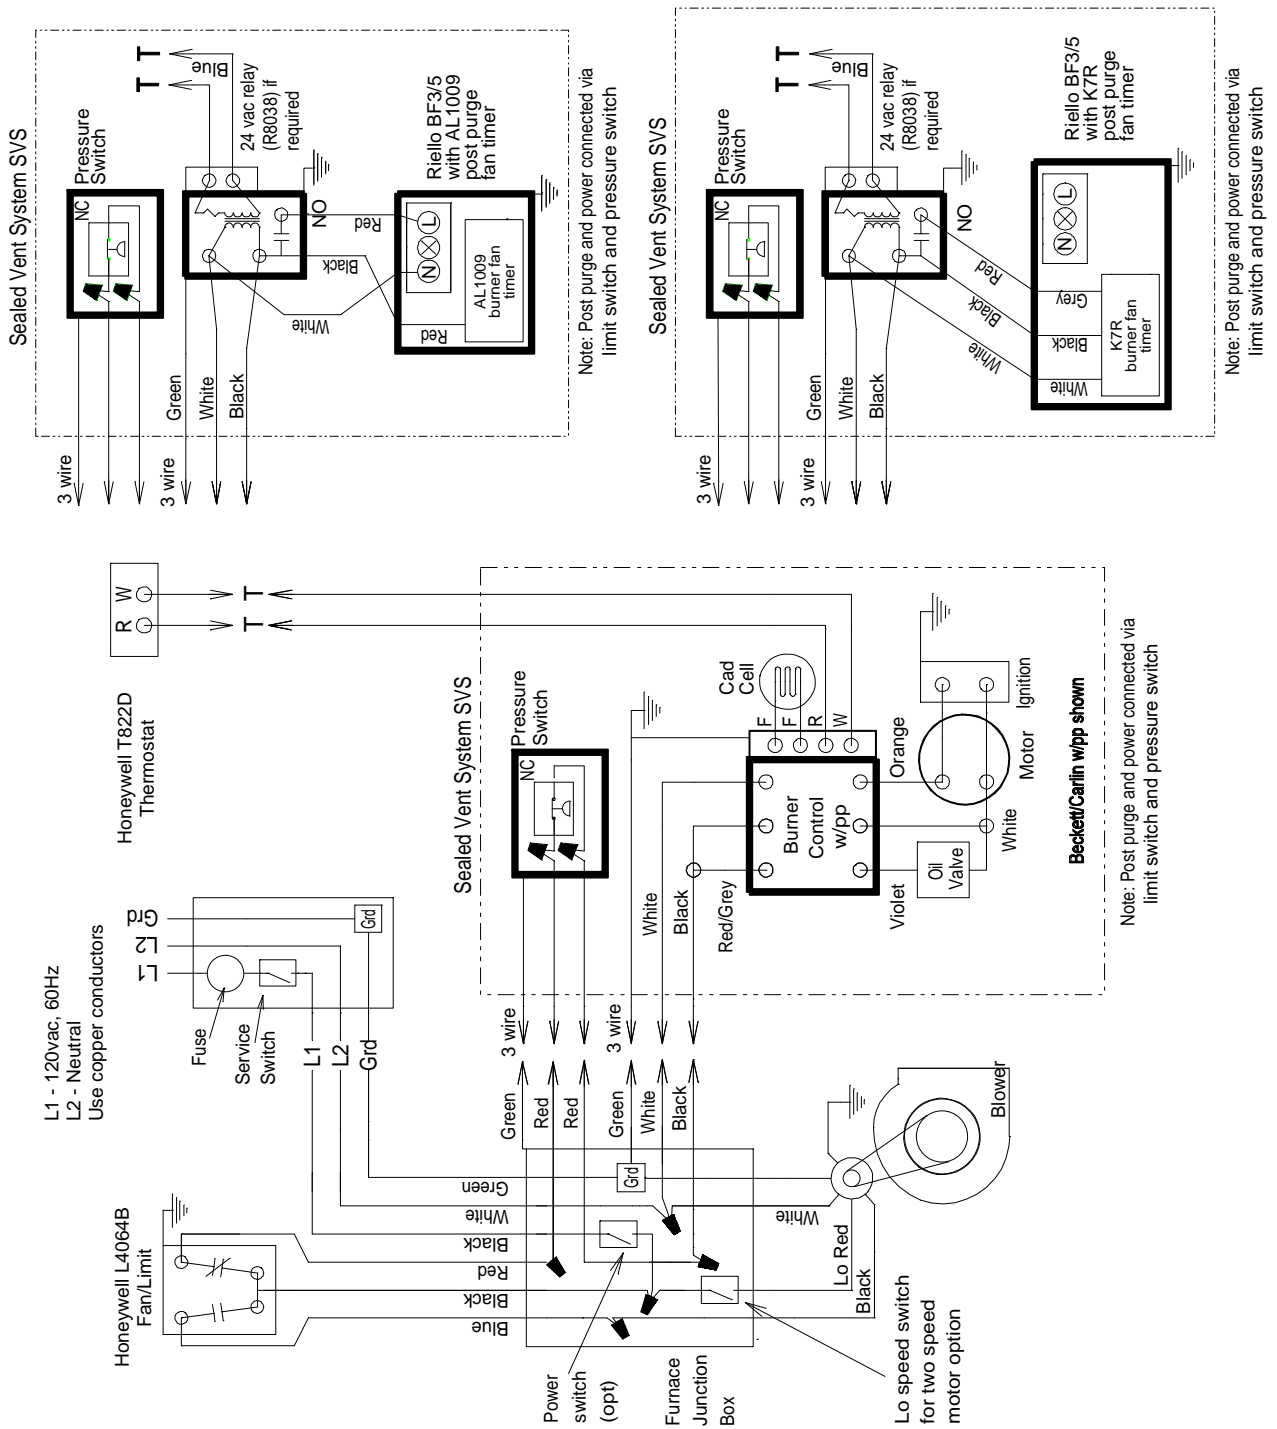 Sealed Vent System SVS
Pressure
Switch
NC
T
T
Blue
24 vac relay
(R8038) if
required
NO
Red
Black
White
Riello BF3/5
with AL1009
post purge
fan timer
N
L
AL1009
burner fan
timer
Red
Green
White
Black
3 wire
3 wire
Note: Post purge and power connected via
limit switch and pressure switch
Sealed Vent System SVS
Pressure
Switch
NC
T
T
Blue
24 vac relay
(R8038) if
required
NO
Red
Black
White
Riello BF3/5
with K7R
post purge
fan timer
N
L
Grey
Black
White
K7R
burner fan
timer
Green
White
Black
3 wire
3 wire
Note: Post purge and power connected via
limit switch and pressure switch
L1 - 120vac, 60Hz
L2 - Neutral
Use copper conductors
Honeywell T822D
Thermostat
R
W
T
T
L1
L2
Grd
Grd
Fuse
Service
Switch
L1
L2
Grd
Honeywell L4064B
Fan/Limit
Green
White
Black
Red
Black
Blue
Power
switch
(opt)
Furnace
Junction
Box
Grd
Green
Red
Red
Green
White
Black
3 wire
3 wire
White
Lo Red
Black
Blower
Lo speed switch
for two speed
motor option
Sealed Vent System SVS
Pressure
Switch
NC
White
Black
Red/Grey
Cad
Cell
F
F
R
W
Burner
Control
w/pp
Orange
Violet
White
Oil
Valve
Motor
Ignition
Beckett/Carlin w/pp shown
Note: Post purge and power connected via
limit switch and pressure switch